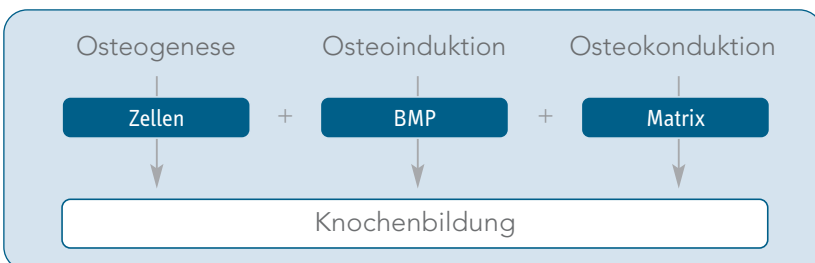 Osteogenese Osteoinduktion Osteokonduktion
Zellen + BMP + Matrix
Knochenbildung